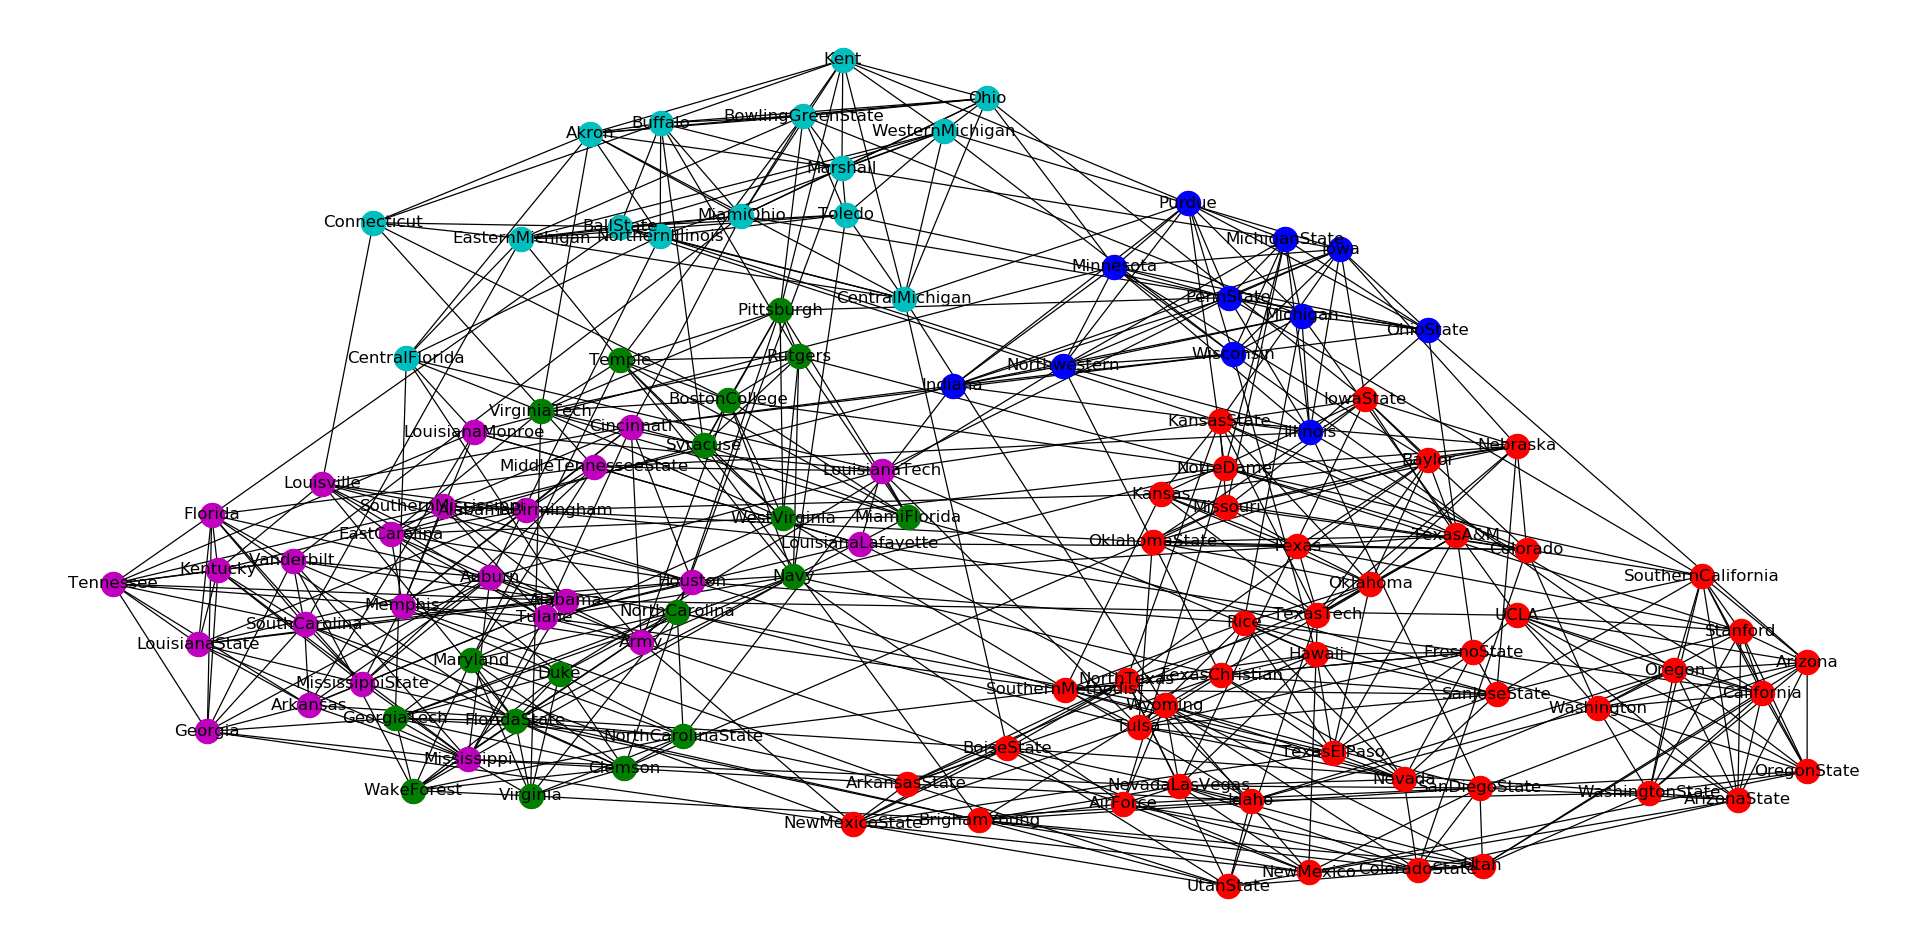 Kent
Ohio
BowlingGreenState
Buffalo
Akron
WesternMichigan
Marshall
Purdue
Toledo
MiamiOhio
Connecticut
BallState
NorthernIllinois
EasternMichigan
MichiganState
Iowa
Minnesota
PennState
CentralMichigan
Pittsburgh
Michigan
OhioState
Wisconsin
Rutgers
CentralFlorida
Temple
Northwestern
Indiana
BostonCollege
IowaState
VirginiaTech
KansasState
Cincinnati
LouisianaMonroe
Illinois
Syracuse
Nebraska
Baylor
MiddleTennesseeState
NotreDame
LouisianaTech
Louisville
Kansas
SouthernMississippi
AlabamaBirmingham
Missouri
Florida
WestVirginia
MiamiFlorida
EastCarolina
TexasA&M
OklahomaState
LouisianaLafayette
Texas
Colorado
Vanderbilt
Kentucky
Auburn
Navy
SouthernCalifornia
Tennessee
Houston
Oklahoma
Alabama
Memphis
NorthCarolina
TexasTech
UCLA
Tulane
SouthCarolina
Rice
Stanford
LouisianaState
Army
Hawaii
FresnoState
Maryland
Arizona
Oregon
Duke
TexasChristian
NorthTexas
MississippiState
SouthernMethodist
California
SanJoseState
Arkansas
Wyoming
Washington
GeorgiaTech
FloridaState
Tulsa
Georgia
NorthCarolinaState
BoiseState
TexasElPaso
Mississippi
Clemson
OregonState
Nevada
ArkansasState
NevadaLasVegas
SanDiegoState
WakeForest
Virginia
WashingtonState
ArizonaState
Idaho
AirForce
NewMexicoState
BrighamYoung
Utah
ColoradoState
NewMexico
UtahState